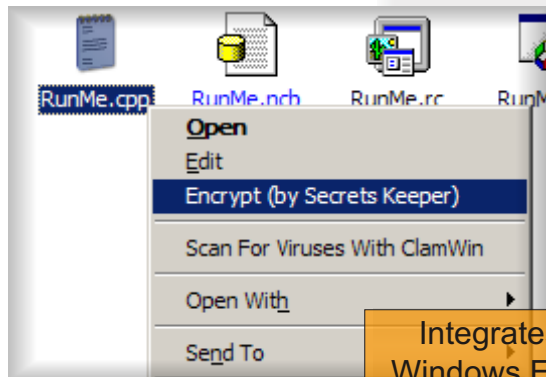 RunMe.cpp RunMe.ncb RunMe.rc
Open
Edit
Encrypt (by Secrets Keeper)
Scan For Viruses With ClamWin
Open With
Send To
Integrate
Windows